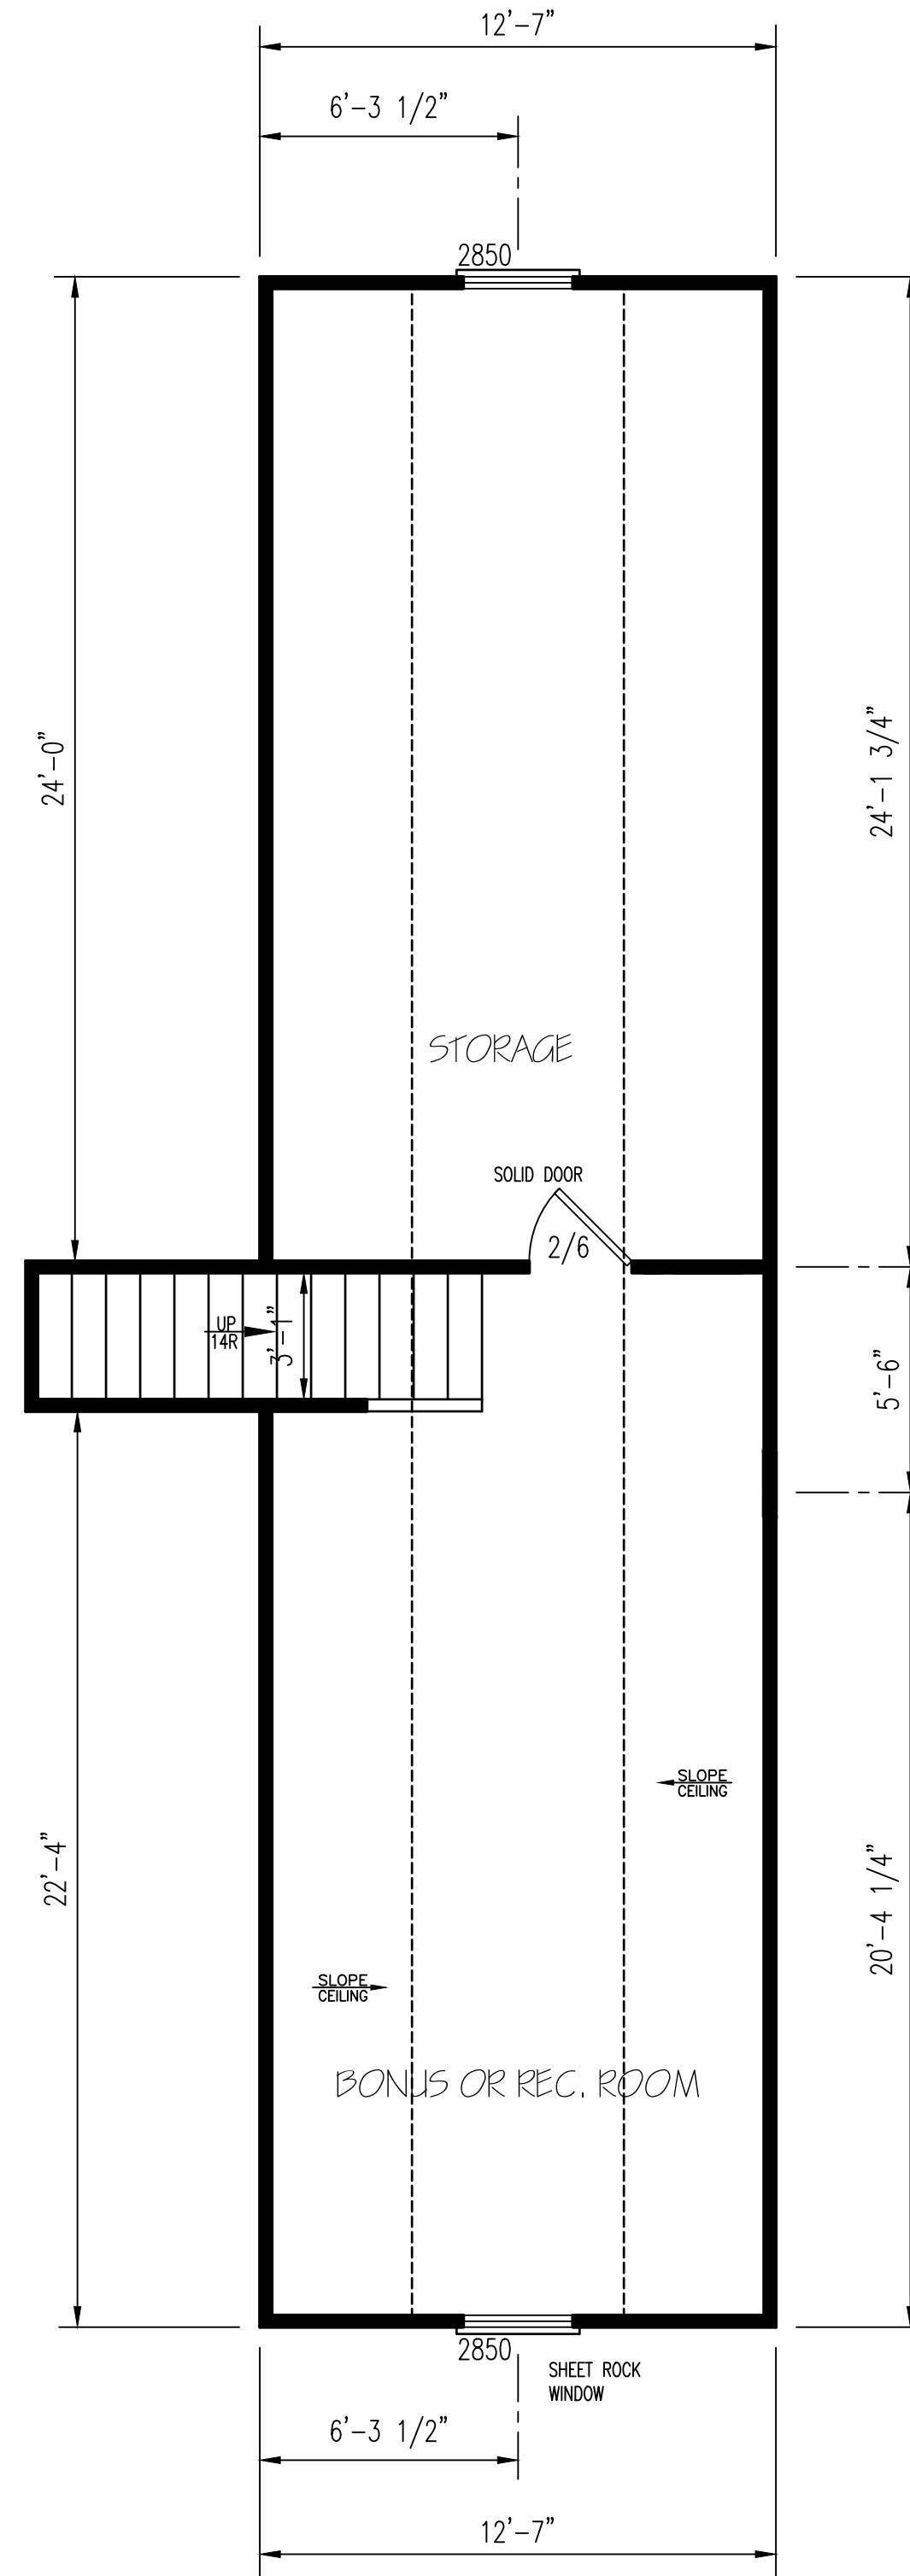 12'-7"
6'-3 1/2"
2850
24'-0"
24'-1 3/4"
STORAGE
SOLID DOOR
2/6
UP
14R
3'-1"
5'-6"
SLOPE
CEILING
22'-4"
20'-4 1/4"
SLOPE
CEILING
BONUS OR REC. ROOM
2850
SHEET ROCK
WINDOW
6'-3 1/2"
12'-7"